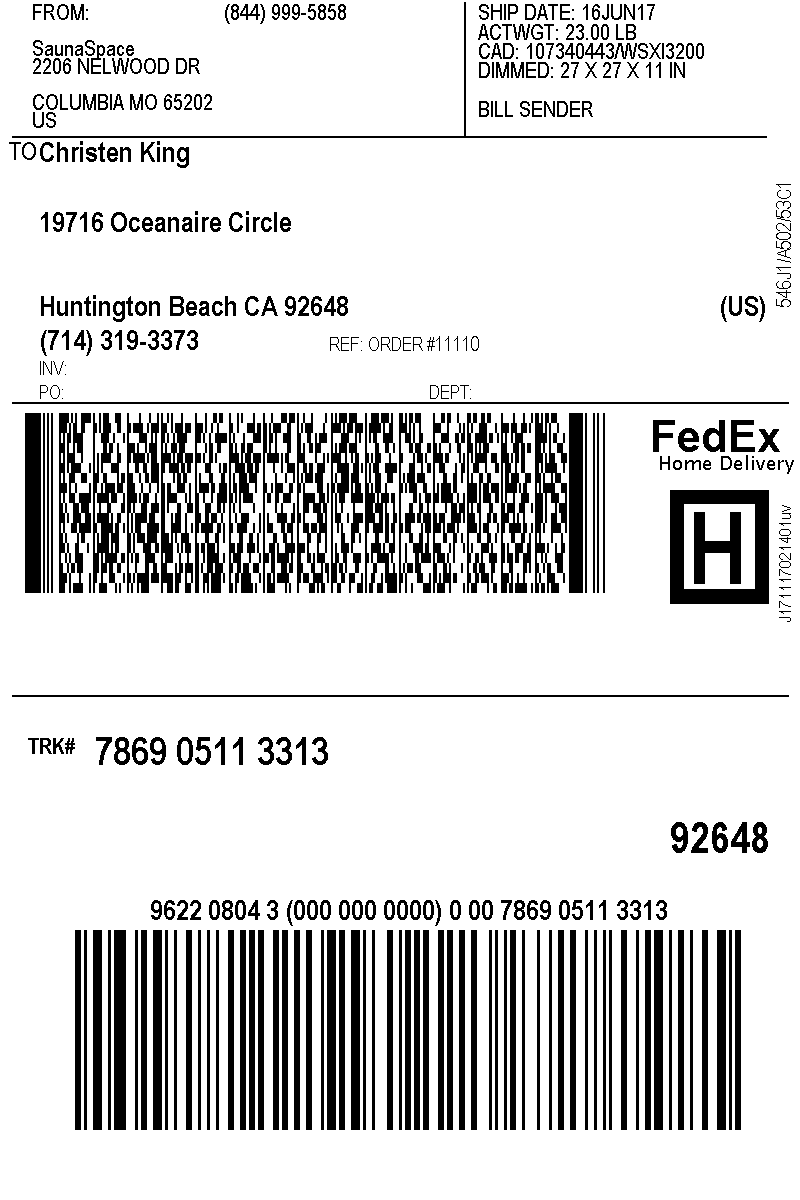 FROM: (844) 999-5858
SaunaSpace
2206 NELWOOD DR
COLUMBIA MO 65202
US
SHIP DATE: 16JUN17
ACTWGT: 23.00 LB
CAD: 107340443/WSXI3200
DIMMED: 27 X 27 X 11 IN
BILL SENDER
TO Christen King
19716 Oceanaire Circle
Huntington Beach CA 92648 (US)
(714) 319-3373 REF: ORDER #11110
INV:
PO: DEPT:
546J1/A502/53C1
FedEx
Home Delivery
H
J171117021401uv
TRK# 7869 0511 3313
92648
9622 0804 3 (000 000 0000) 0 00 7869 0511 3313